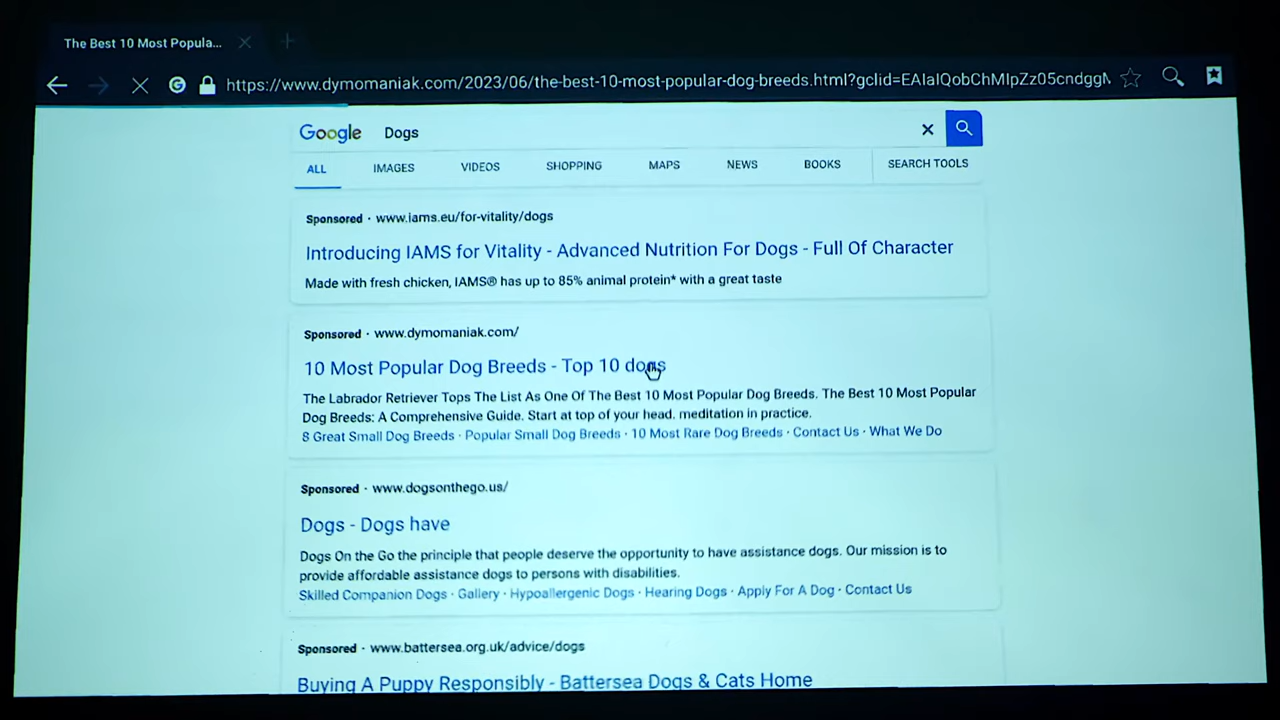 The Best 10 Most Popula...
https://www.dymomaniak.com/2023/06/the-best-10-most-popular-dog-breeds.html?gclid=
Google Dogs
ALL IMAGES VIDEOS SHOPPING MAPS NEWS BOOKS SEARCH TOOLS
Sponsored · www.iams.eu/for-vitality/dogs
Introducing IAMS for Vitality - Advanced Nutrition For Dogs - Full Of Character
Made with fresh chicken, IAMS® has up to 85% animal protein* with a great taste
Sponsored · www.dymomaniak.com/
10 Most Popular Dog Breeds - Top 10 dogs
The Labrador Retriever Tops The List As One Of The Best 10 Most Popular Dog Breeds. The Best 10 Most Popular
Dog Breeds: A Comprehensive Guide. Start at top of your head. meditation in practice.
8 Great Small Dog Breeds · Popular Small Dog Breeds · 10 Most Rare Dog Breeds · Contact Us · What We Do
Sponsored · www.dogsonthego.us/
Dogs - Dogs have
Dogs On the Go the principle that people deserve the opportunity to have assistance dogs. Our mission is to
provide affordable assistance dogs to persons with disabilities.
Skilled Companion Dogs · Gallery · Hypoallergenic Dogs · Hearing Dogs · Apply For A Dog · Contact Us
Sponsored · www.battersea.org.uk/advice/dogs
Buying A Puppy Responsibly - Battersea Dogs & Cats Home